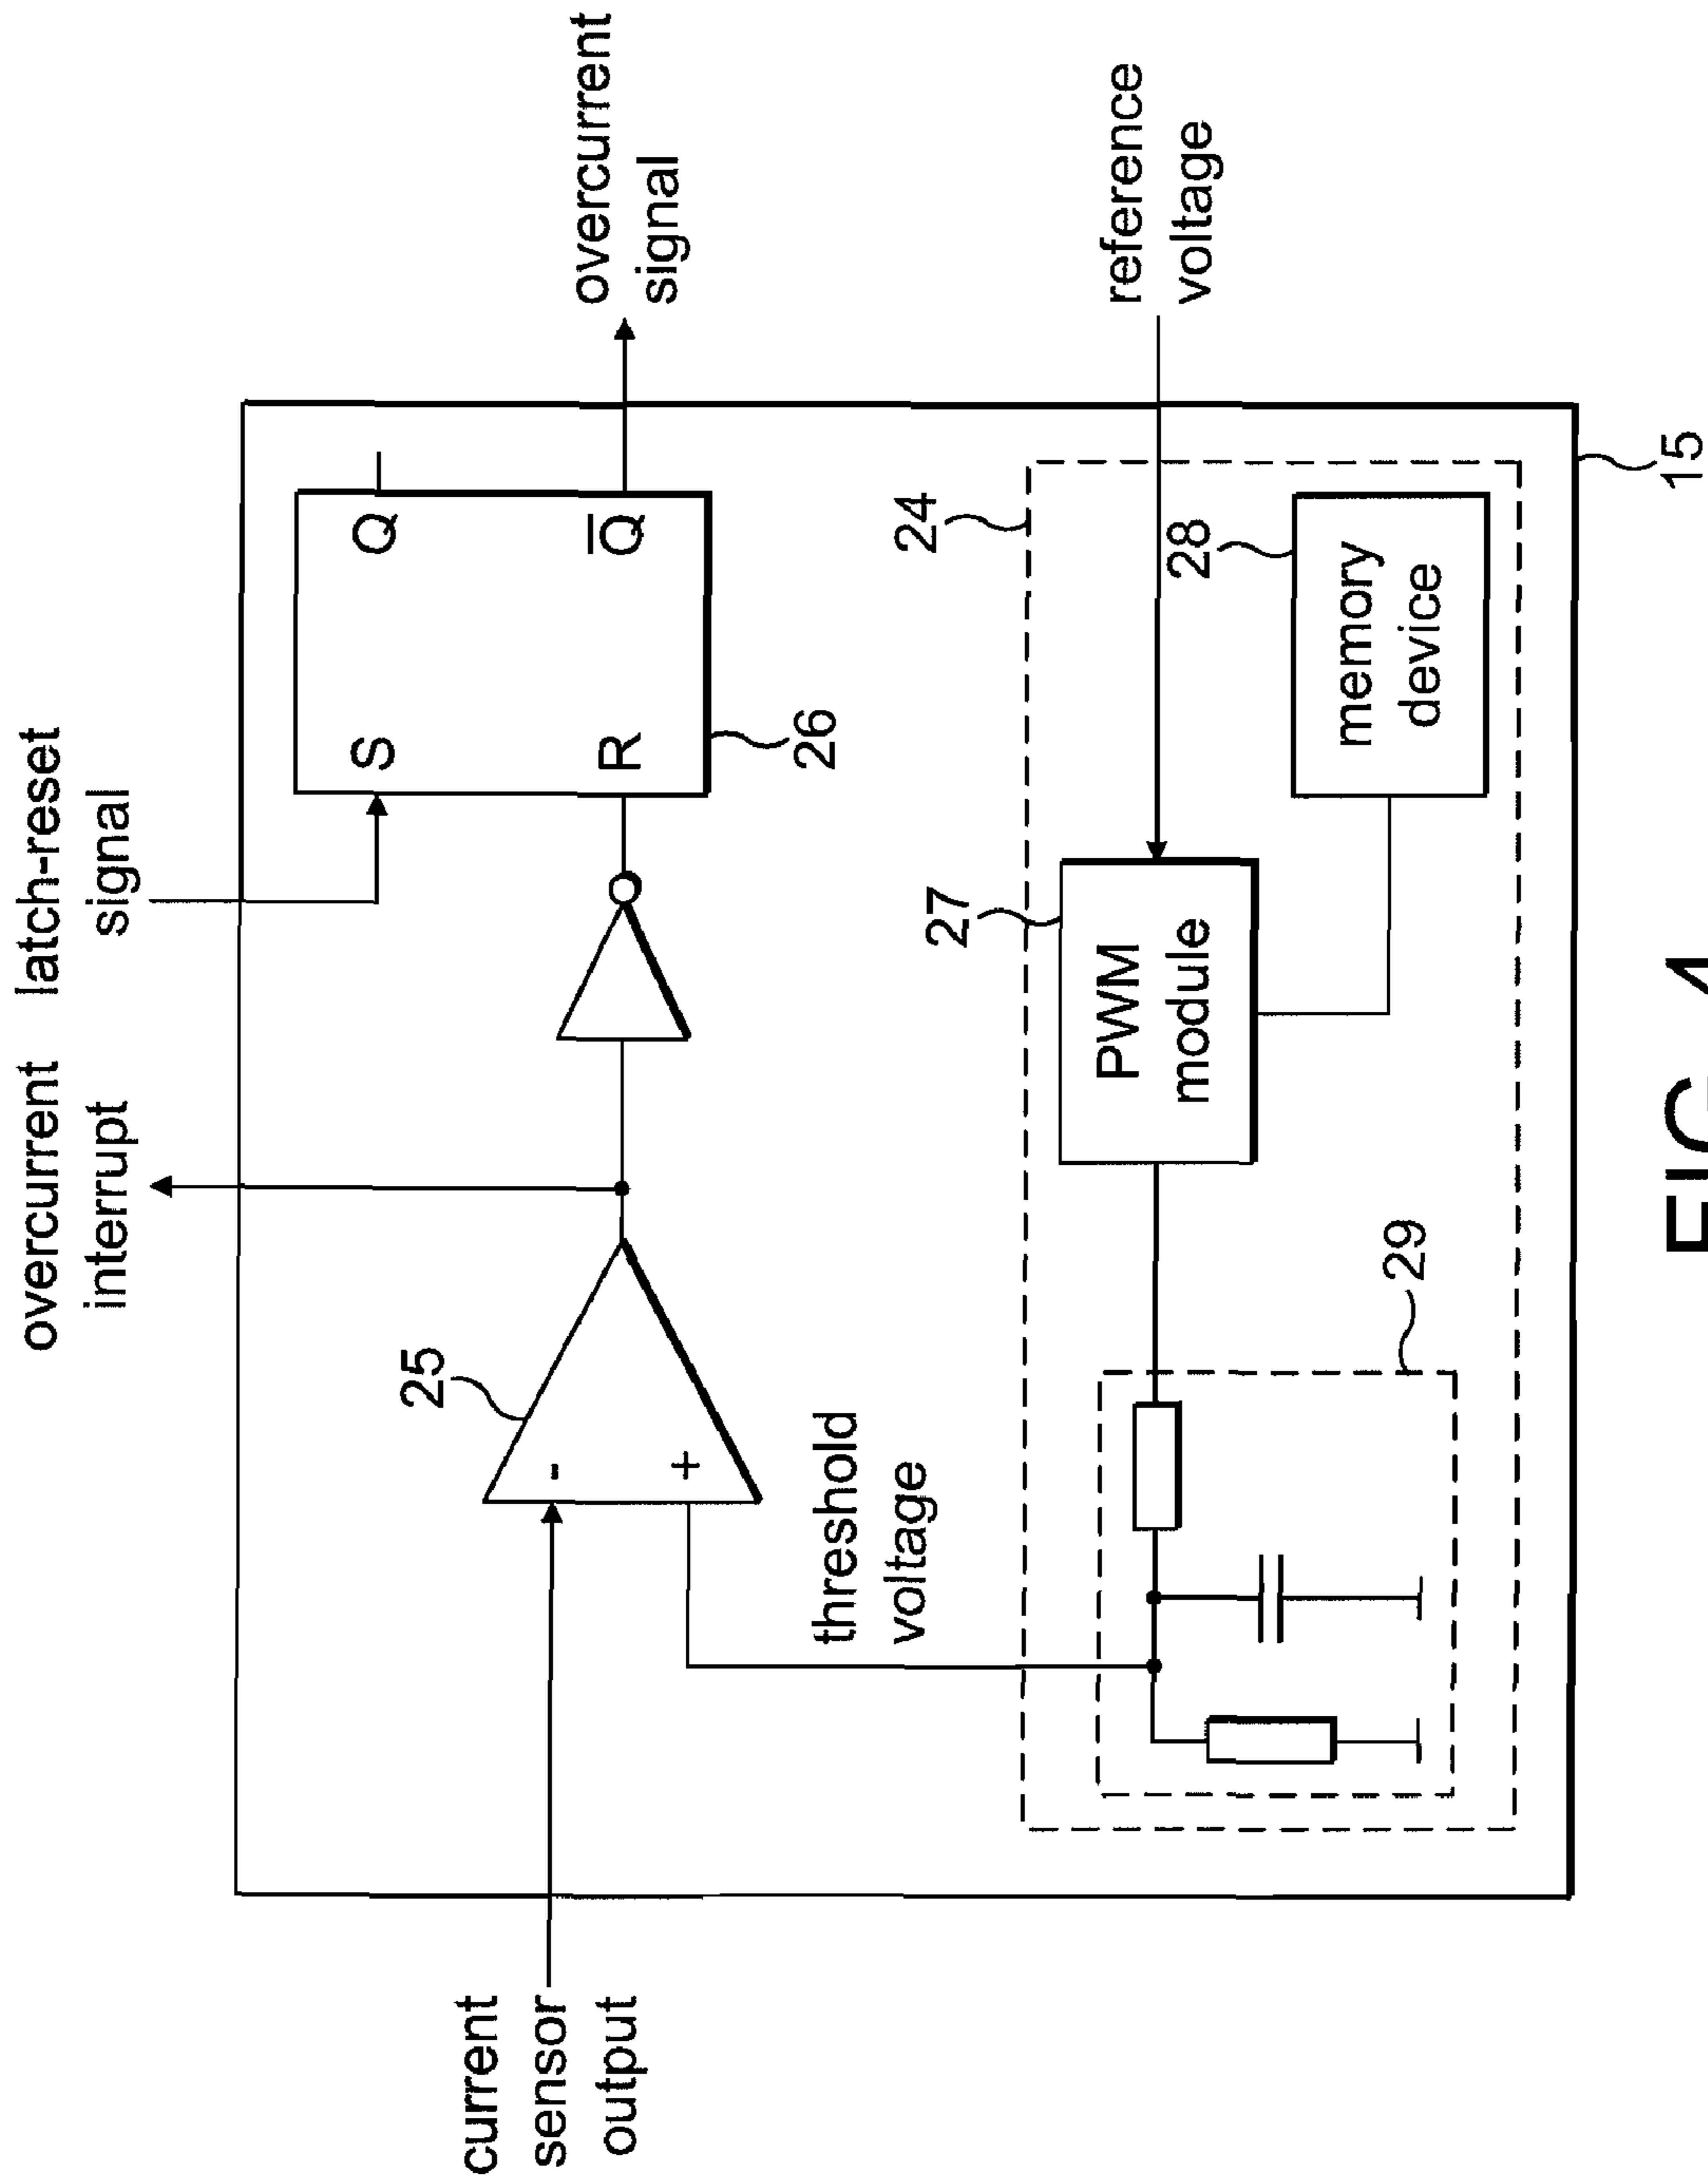 overcurrent
interrupt
latch-reset
signal
25
-
+
S
Q
R
Q̅
26
overcurrent
signal
current
sensor
output
threshold
voltage
24
27
PWM
module
28
memory
device
reference
voltage
29
15
FIG. 4